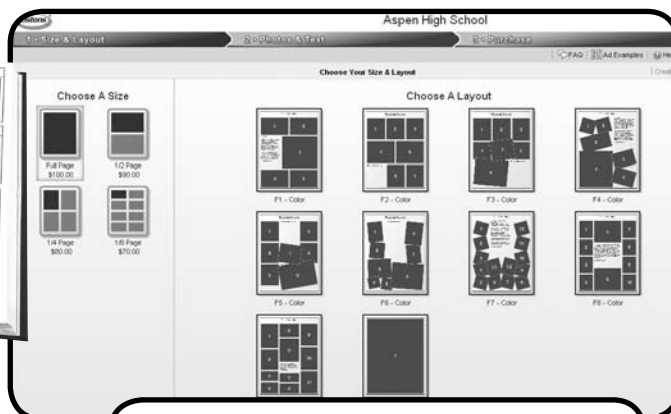 Aspen High School
1 - Size & Layout
2 - Photos & Text
3 - Purchase
FAQ
Ad Examples
Choose Your Size & Layout
Choose A Size
Choose A Layout
Full Page
$100.00
1/2 Page
$90.00
1/4 Page
$80.00
1/8 Page
$70.00
F1 - Color
F2 - Color
F3 - Color
F4 - Color
F5 - Color
F6 - Color
F7 - Color
F8 - Color